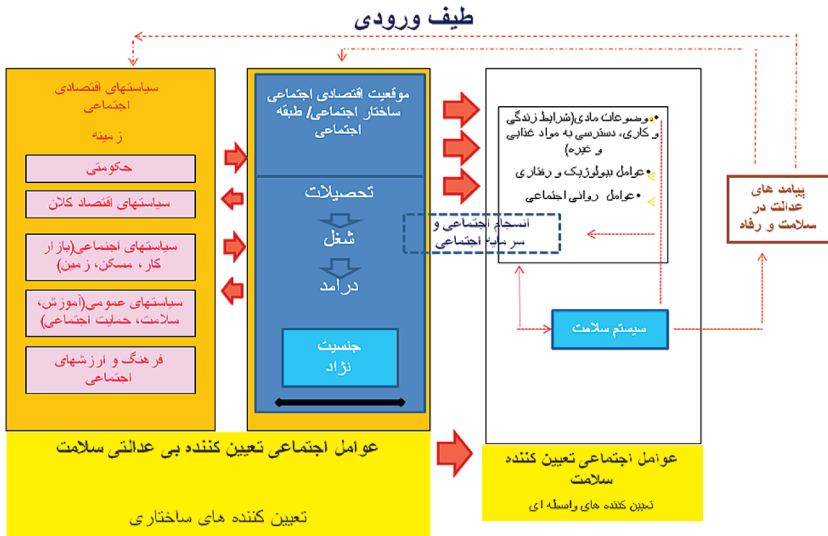 طیف ورودی
سیاستهای اقتصادی
اجتماعی
زمینه
حکومتی
سیاستهای اقتصاد کلان
سیاستهای اجتماعی(بازار
کار، مسکن، زمین)
سیاستهای عمومی(آموزش،
سلامت، حمایت اجتماعی)
فرهنگ و ارزشهای
اجتماعی
موقعیت اقتصادی اجتماعی
ساختار اجتماعی/ طبقه
اجتماعی
تحصیلات
شغل
درامد
جنسیت
نژاد
•موضوعات مادی(شرایط زندگی
و کاری، دسترسی به مواد غذایی
و غیره)
•عوامل بیولوژیک و رفتاری
•عوامل روانی اجتماعی
انسجام اجتماعی و
سرمایه اجتماعی
سیستم سلامت
پیامد های
عدالت در
سلامت و رفاه
عوامل اجتماعی تعیین کننده بی عدالتی سلامت
تعیین کننده های ساختاری
عوامل اجتماعی تعیین کننده
سلامت
تعیین کننده های واسطه ای